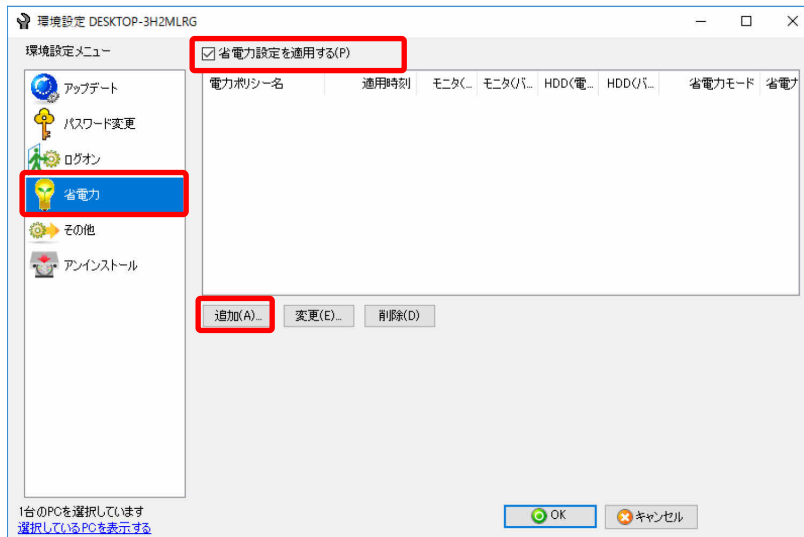 環境設定 DESKTOP-3H2MLRG
環境設定メニュー
アップデート
パスワード変更
ログオン
省電力
その他
アンインストール
省電力設定を適用する(P)
電力ポリシー名 適用時刻 モニタ(... モニタ(バ... HDD(電... HDD(バ... 省電力モード 省電力
追加(A)... 変更(E)... 削除(D)
1台のPCを選択しています
選択しているPCを表示する
OK キャンセル